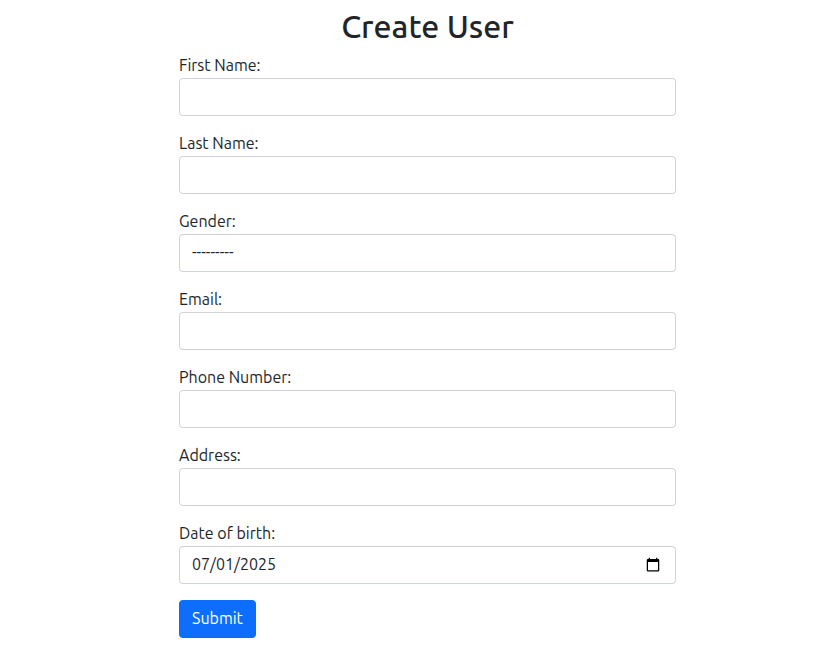 Create User
First Name:
Last Name:
Gender:
---------
Email:
Phone Number:
Address:
Date of birth:
07/01/2025
Submit